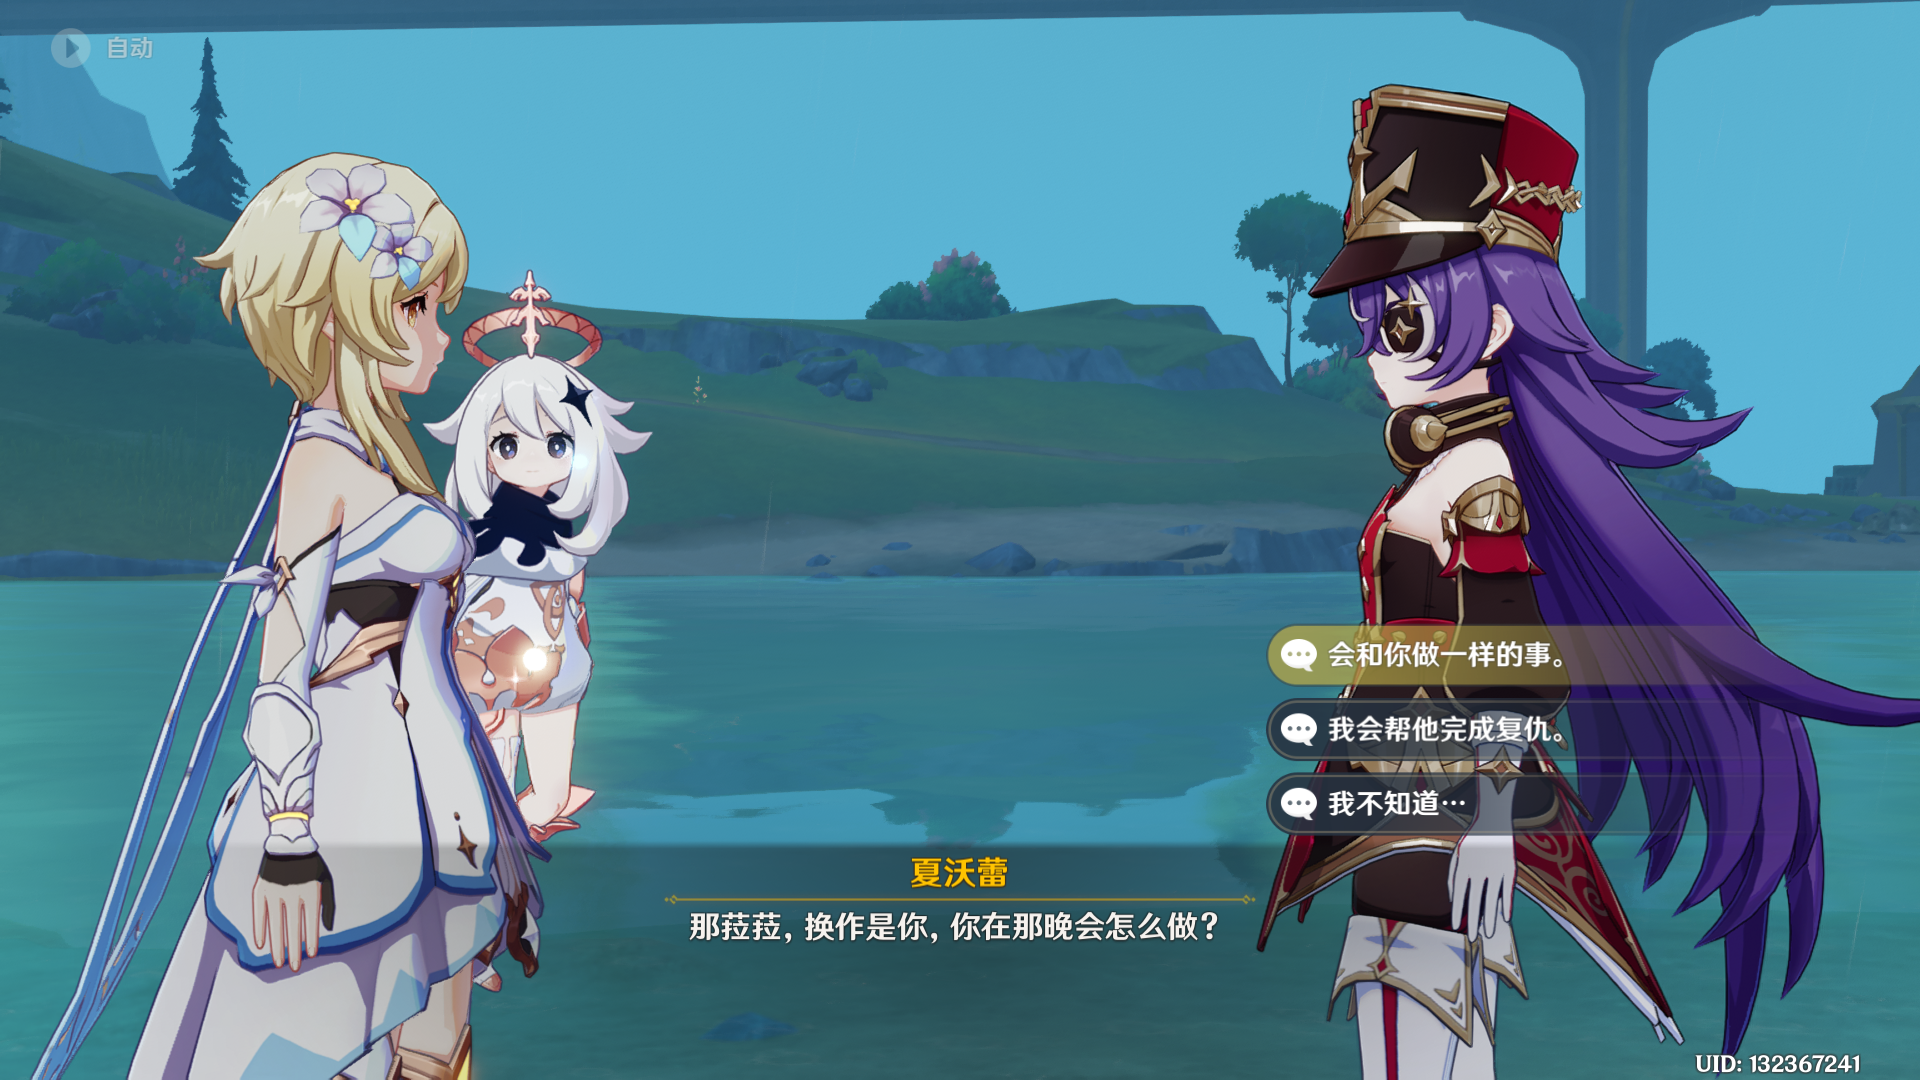 自动
会和你做一样的事。
我会帮他完成复仇。
我不知道…
夏沃蕾
那菈菈，换作是你，你在那晚会怎么做？
UID: 132367241